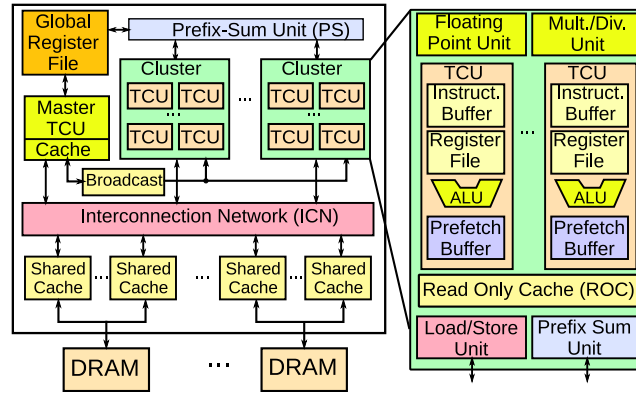 Global
Register
File
Prefix-Sum Unit (PS)
Master
TCU
Cache
Cluster
TCU TCU
...
TCU TCU
...
Cluster
TCU TCU
...
TCU TCU
Broadcast
Interconnection Network (ICN)
Shared
Cache
...
Shared
Cache
...
Shared
Cache
...
Shared
Cache
DRAM
...
DRAM
Floating
Point Unit
Mult./Div.
Unit
TCU
Instruct.
Buffer
Register
File
ALU
Prefetch
Buffer
...
TCU
Instruct.
Buffer
Register
File
ALU
Prefetch
Buffer
Read Only Cache (ROC)
Load/Store
Unit
Prefix Sum
Unit